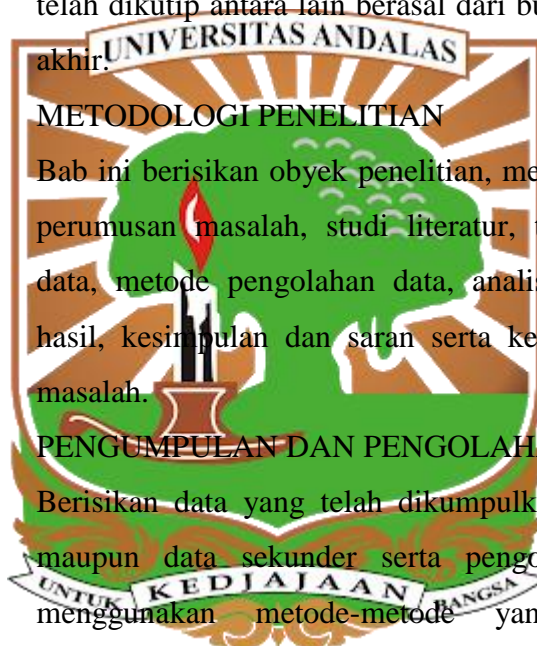 telah dikutip antara lain berasal dari bu
akhir.
UNIVERSITAS ANDALAS
METODOLOGI PENELITIAN
Bab ini berisikan obyek penelitian, me
perumusan masalah, studi literatur, t
data, metode pengolahan data, analis
hasil, kesimpulan dan saran serta ke
masalah.
PENGUMPULAN DAN PENGOLAHA
Berisikan data yang telah dikumpulk
maupun data sekunder serta pengo
UNTUK KEDJAJAAN BANGSA
menggunakan metode-metode yan